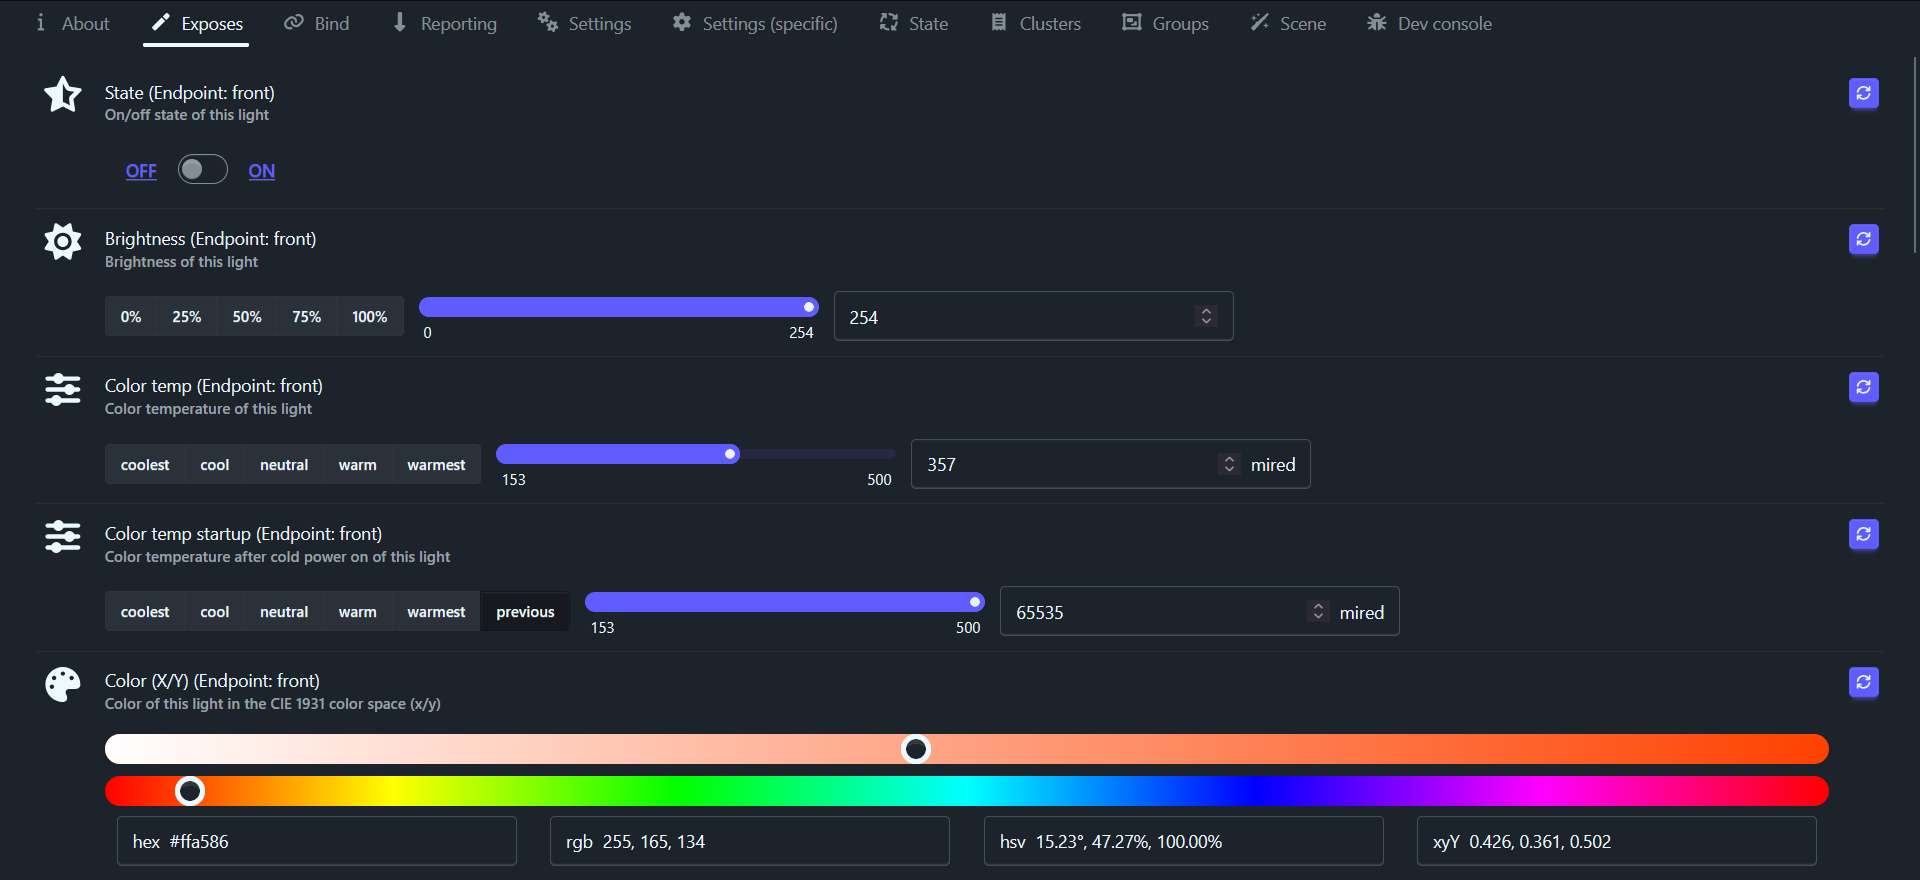 About Exposes Bind Reporting Settings Settings (specific) State Clusters Groups Scene Dev console
State (Endpoint: front)
On/off state of this light
OFF ON
Brightness (Endpoint: front)
Brightness of this light
0% 25% 50% 75% 100%
254
0 254
Color temp (Endpoint: front)
Color temperature of this light
coolest cool neutral warm warmest
357 mired
153 500
Color temp startup (Endpoint: front)
Color temperature after cold power on of this light
coolest cool neutral warm warmest previous
65535 mired
153 500
Color (X/Y) (Endpoint: front)
Color of this light in the CIE 1931 color space (x/y)
hex #ffa586
rgb 255, 165, 134
hsv 15.23°, 47.27%, 100.00%
xyY 0.426, 0.361, 0.502